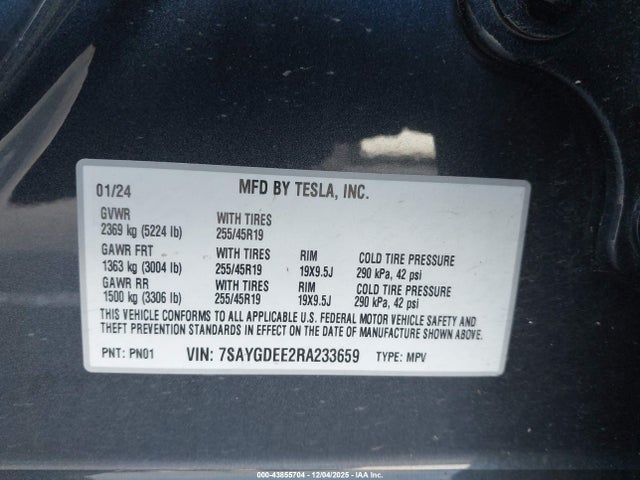 01/24 MFD BY TESLA, INC.
GVWR WITH TIRES
2369 kg (5224 lb) 255/45R19
GAWR FRT WITH TIRES RIM COLD TIRE PRESSURE
1363 kg (3004 lb) 255/45R19 19X9.5J 290 kPa, 42 psi
GAWR RR WITH TIRES RIM COLD TIRE PRESSURE
1500 kg (3306 lb) 255/45R19 19X9.5J 290 kPa, 42 psi
THIS VEHICLE CONFORMS TO ALL APPLICABLE U.S. FEDERAL MOTOR VEHICLE SAFETY AND
THEFT PREVENTION STANDARDS IN EFFECT ON THE DATE OF MANUFACTURE SHOWN ABOVE.
PNT: PN01 VIN: 7SAYGDEE2RA233659 TYPE: MPV
000-43855704 - 12/04/2025 - IAA Inc.